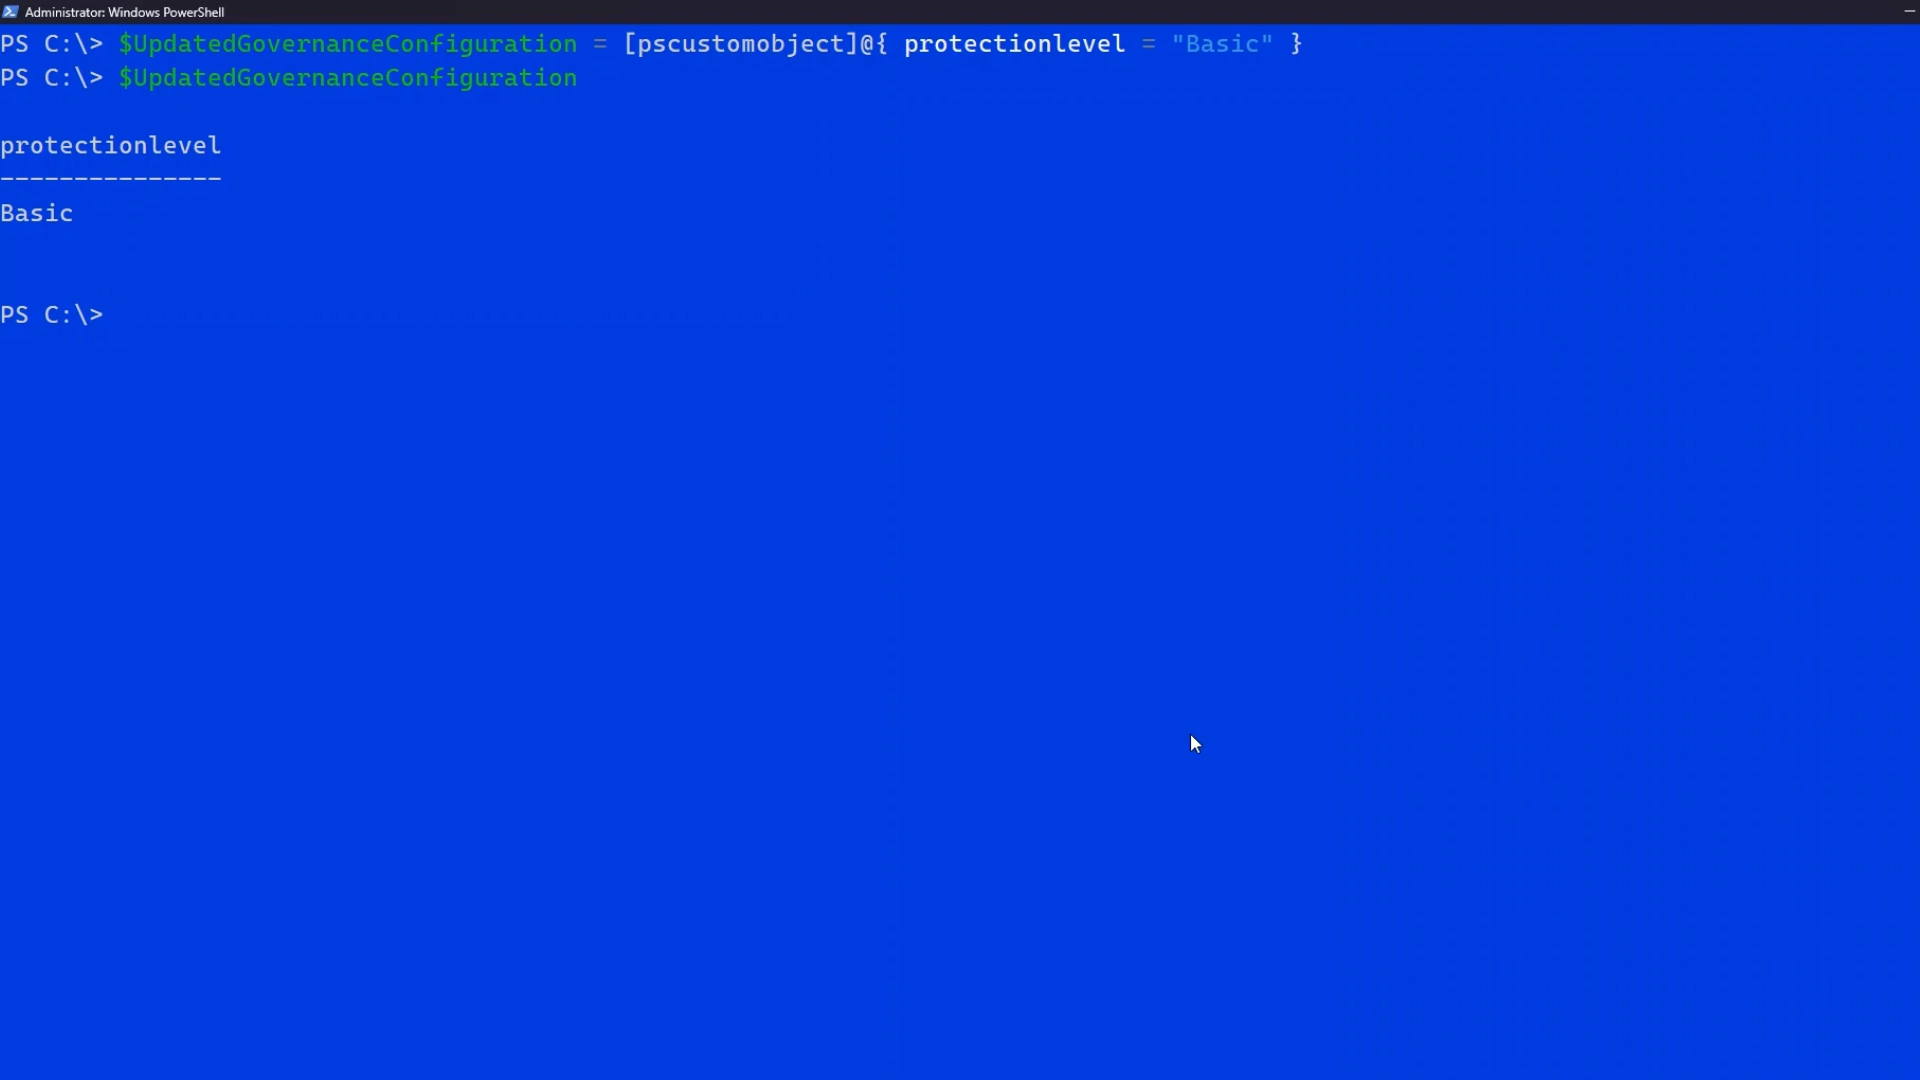 Administrator: Windows PowerShell
PS C:\> $UpdatedGovernanceConfiguration = [pscustomobject]@{ protectionlevel = "Basic" }
PS C:\> $UpdatedGovernanceConfiguration
protectionlevel
---------------
Basic
PS C:\>